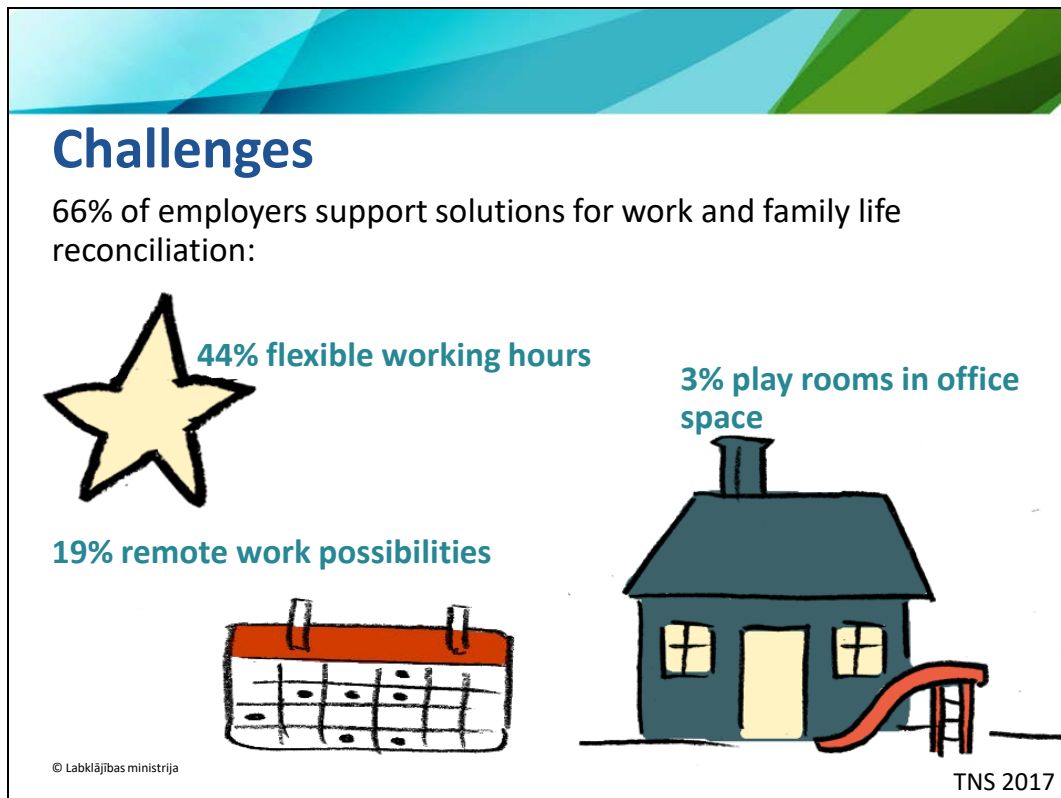 Challenges
66% of employers support solutions for work and family life
reconciliation:
44% flexible working hours
3% play rooms in office
space
19% remote work possibilities
© Labklājības ministrija
TNS 2017